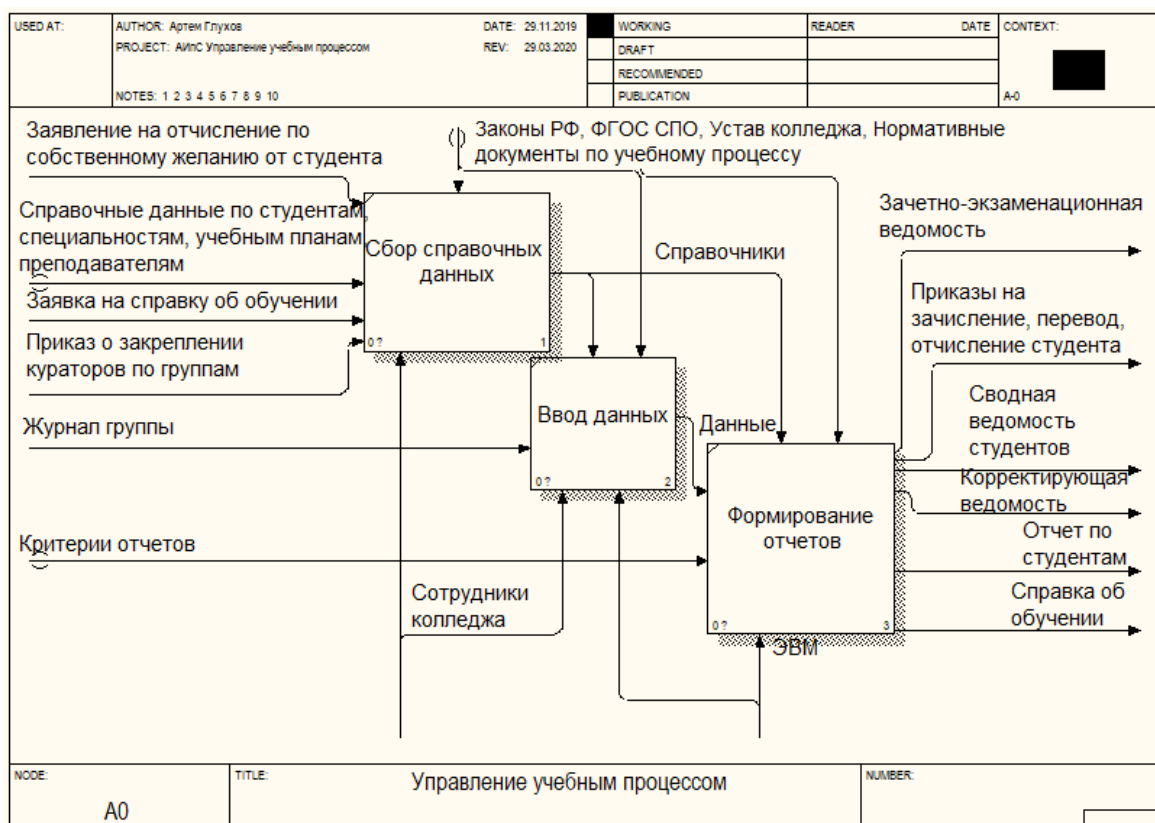 USED AT:
AUTHOR: Артем Глухов
DATE: 29.11.2019
PROJECT: АИпС Управление учебным процессом
REV: 29.03.2020
NOTES: 1 2 3 4 5 6 7 8 9 10
WORKING
DRAFT
RECOMMENDED
PUBLICATION
READER
DATE
CONTEXT:
A-0
Заявление на отчисление по
собственному желанию от студента
Законы РФ, ФГОС СПО, Устав колледжа, Нормативные
документы по учебному процессу
Справочные данные по студентам,
специальностям, учебным планам,
преподавателям
Заявка на справку об обучении
Приказ о закреплении
кураторов по группам
Сбор справочных
данных
0 ?
1
Справочники
Зачетно-экзаменационная
ведомость
Приказы на
зачисление, перевод,
отчисление студента
Журнал группы
Ввод данных
0 ?
2
Данные
Сводная
ведомость
студентов
Корректирующая
ведомость
Критерии отчетов
Формирование
отчетов
0 ?
3
Отчет по
студентам
Справка об
обучении
Сотрудники
колледжа
ЭВМ
NODE:
A0
TITLE:
Управление учебным процессом
NUMBER: